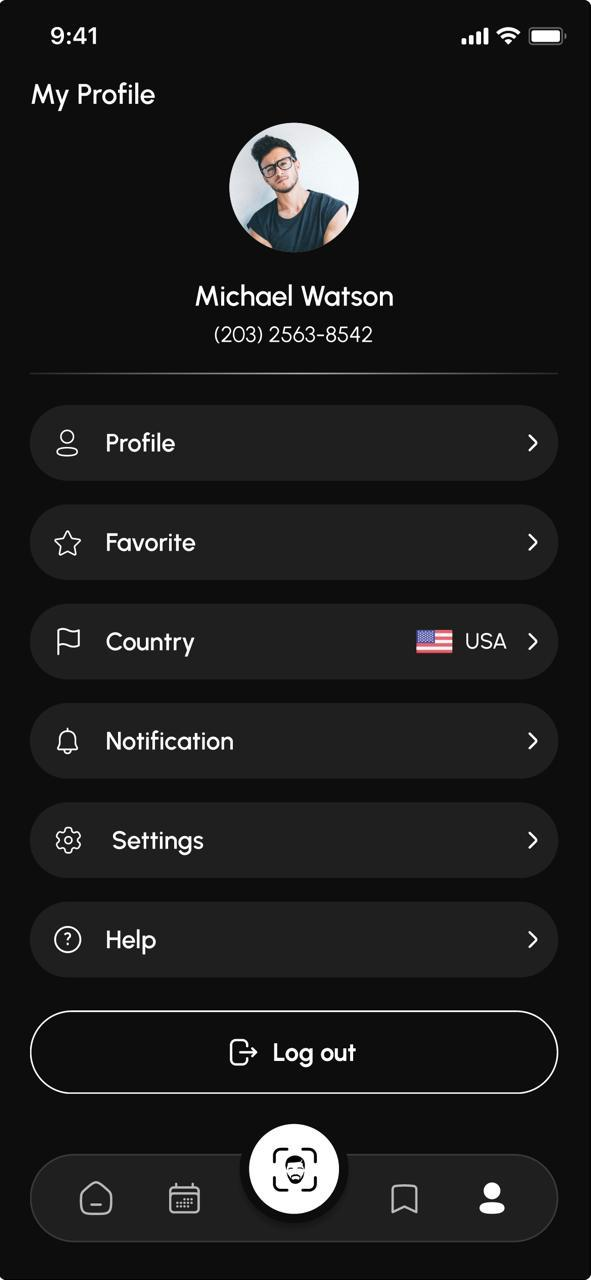 9:41
My Profile
Michael Watson
(203) 2563-8542
Profile
Favorite
Country USA
Notification
Settings
Help
Log out